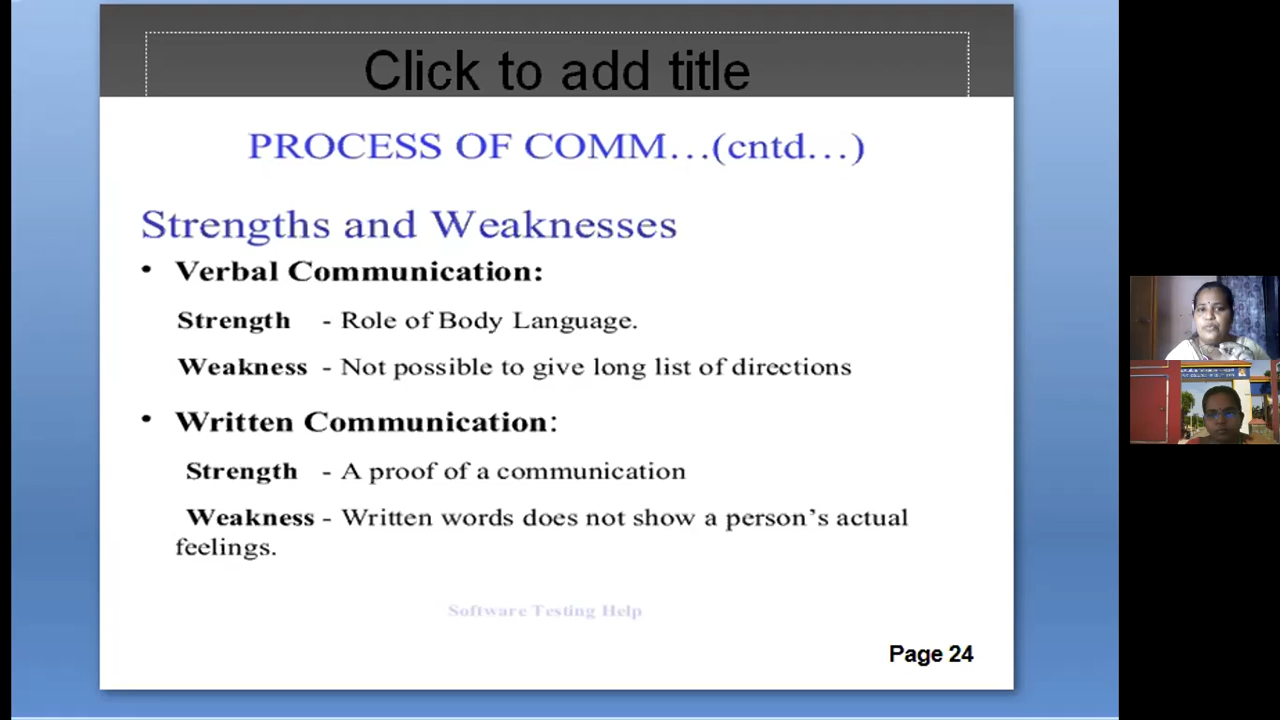 Click to add title
PROCESS OF COMM…(cntd…)
Strengths and Weaknesses
• Verbal Communication:
Strength - Role of Body Language.
Weakness - Not possible to give long list of directions
• Written Communication:
Strength - A proof of a communication
Weakness - Written words does not show a person’s actual
feelings.
Software Testing Help
Page 24